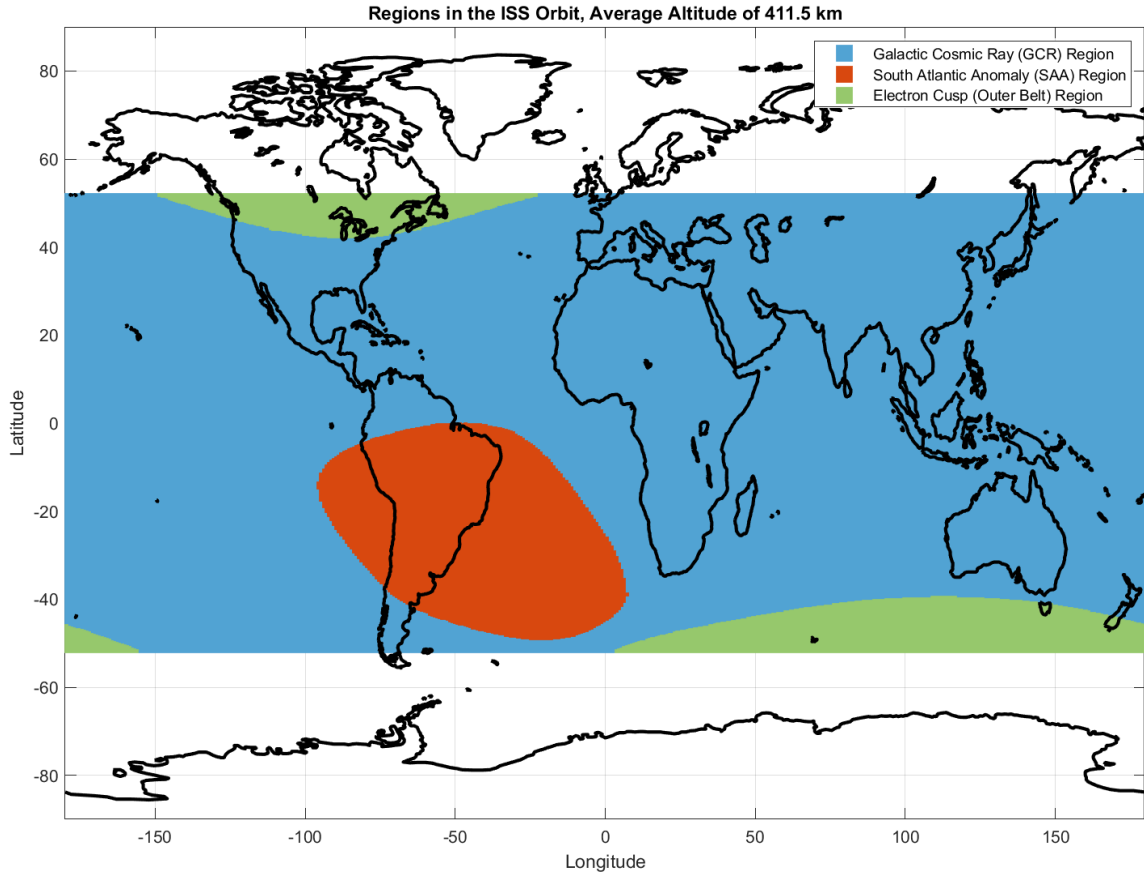 Regions in the ISS Orbit, Average Altitude of 411.5 km
Galactic Cosmic Ray (GCR) Region
South Atlantic Anomaly (SAA) Region
Electron Cusp (Outer Belt) Region
80
60
40
20
0
-20
-40
-60
-80
Latitude
-150
-100
-50
0
50
100
150
Longitude